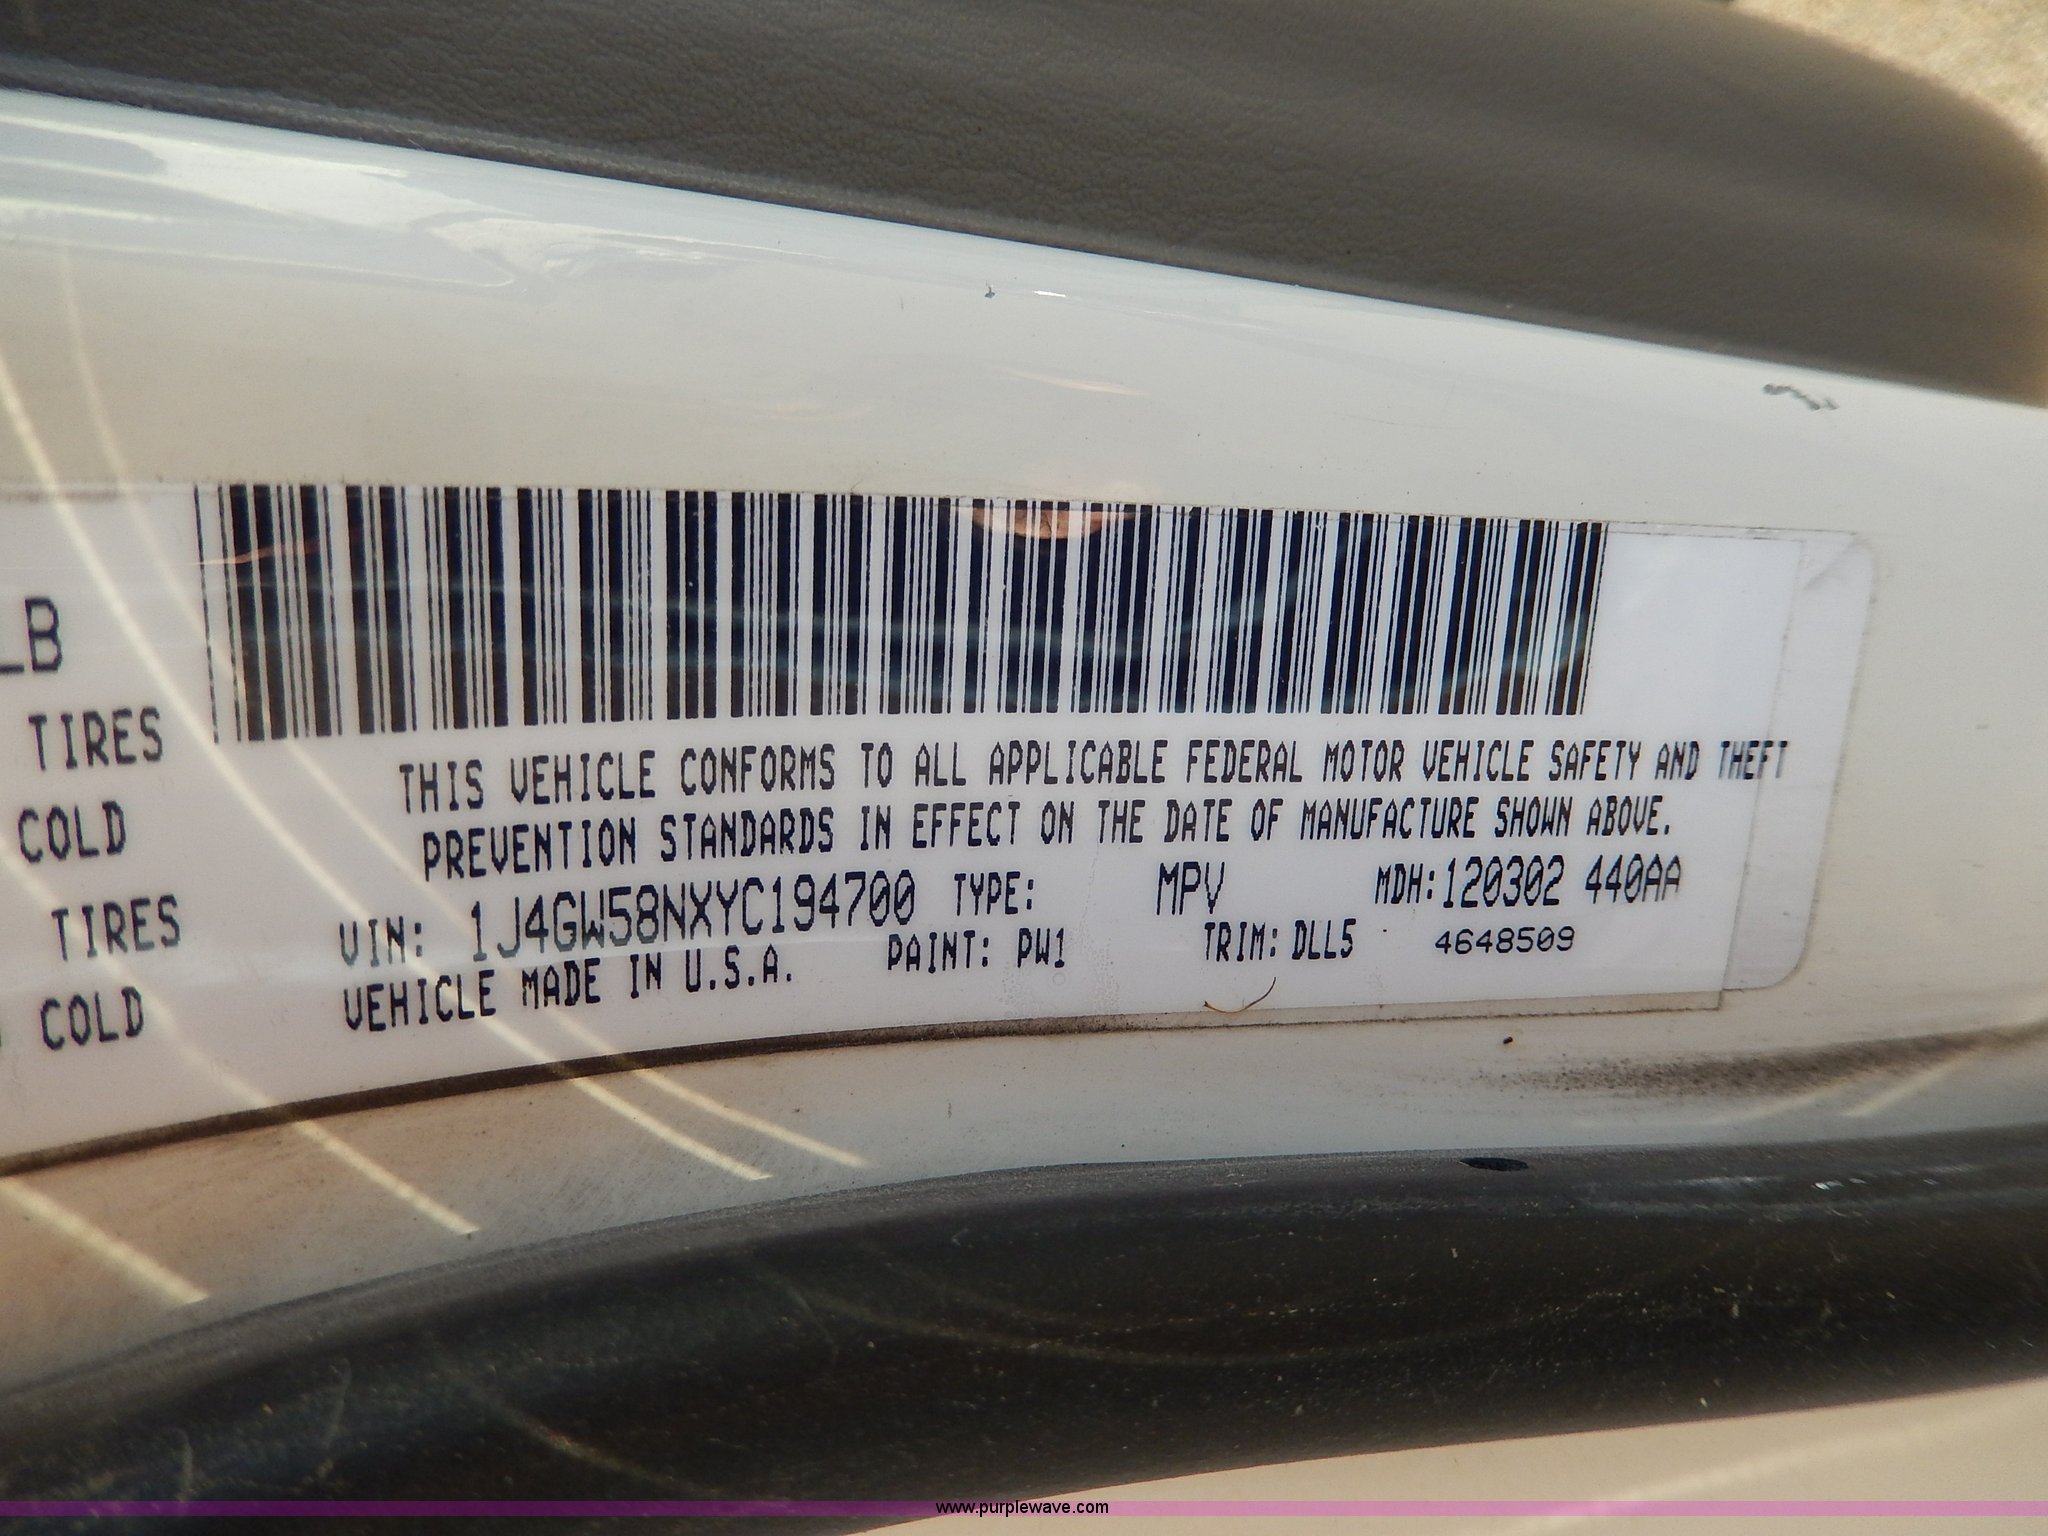 LB
TIRES
COLD
TIRES
COLD
THIS VEHICLE CONFORMS TO ALL APPLICABLE FEDERAL MOTOR VEHICLE SAFETY AND THEFT
PREVENTION STANDARDS IN EFFECT ON THE DATE OF MANUFACTURE SHOWN ABOVE.
VIN: 1J4GW58NXYC194700 TYPE: MPV MDH:120302 440AA
VEHICLE MADE IN U.S.A. PAINT: PW1 TRIM: DLL5 4648509
www.purplewave.com